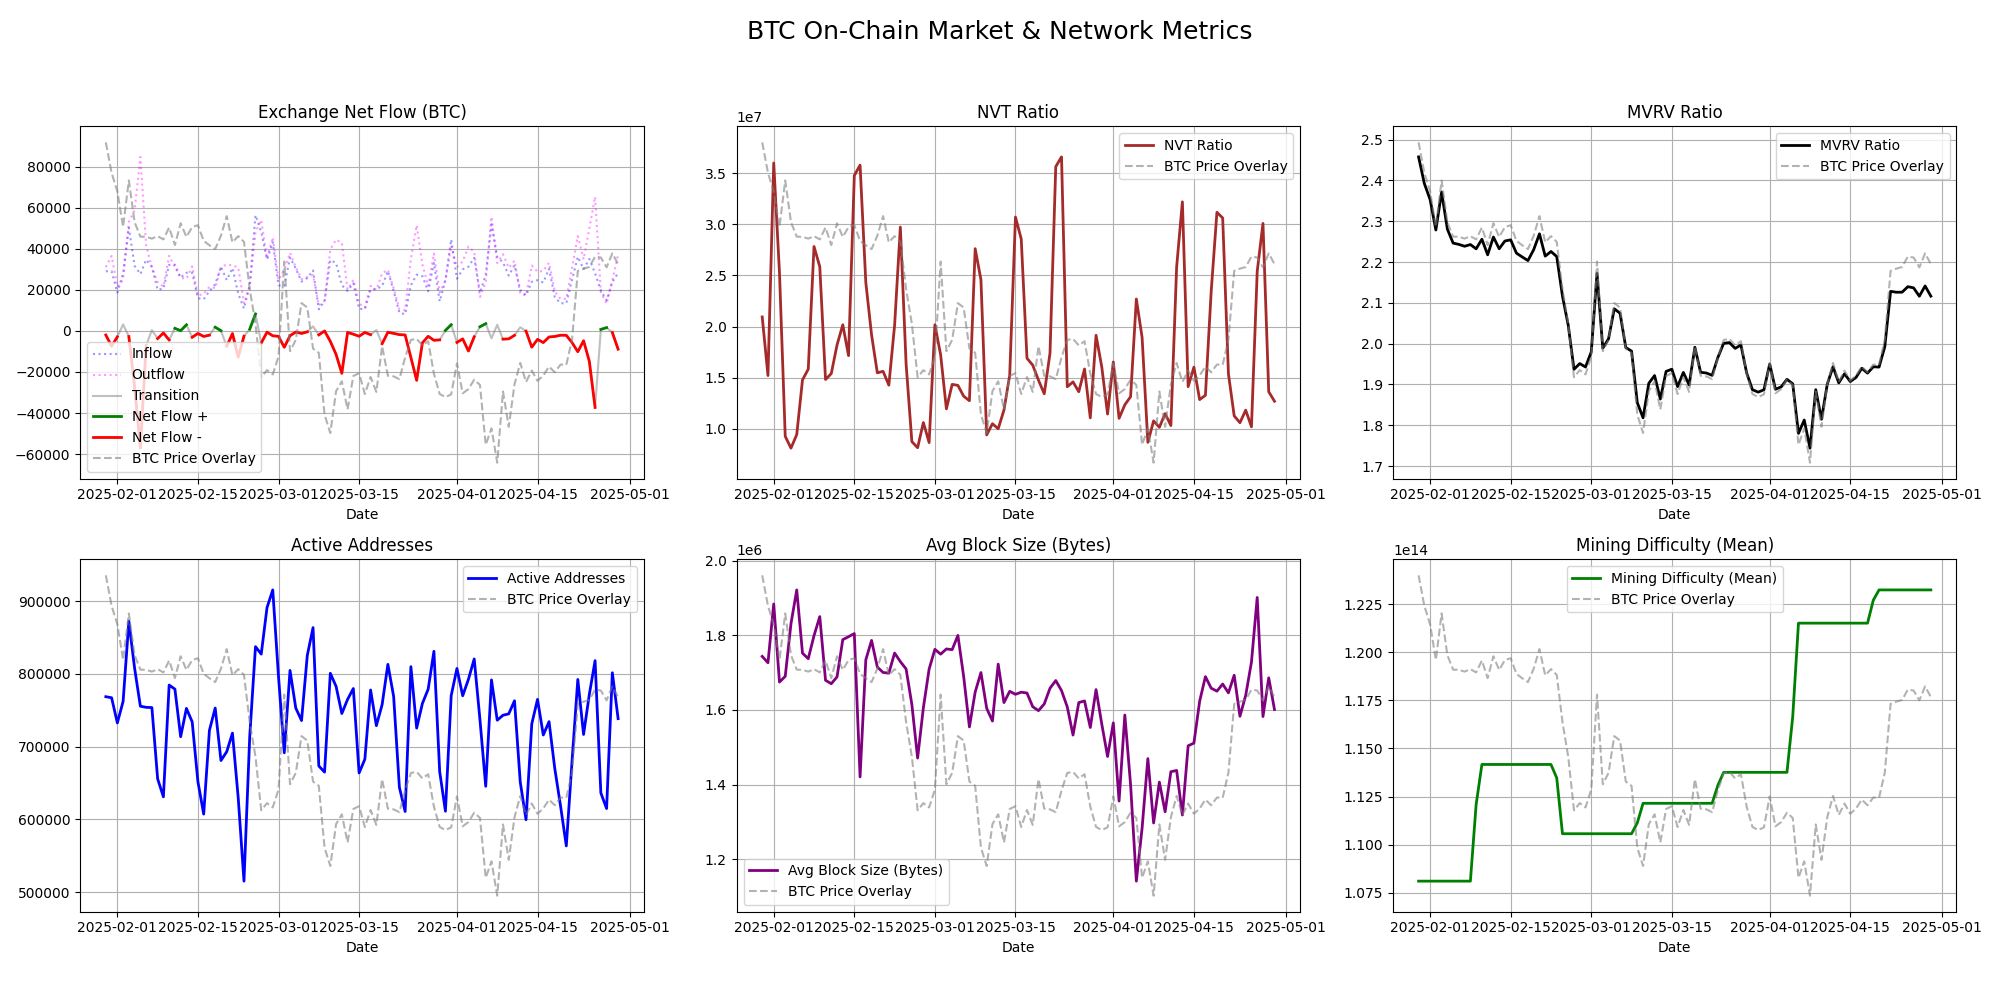 BTC On-Chain Market & Network Metrics
Exchange Net Flow (BTC)
80000
60000
40000
20000
0
−20000
−40000
−60000
Inflow
Outflow
Transition
Net Flow +
Net Flow -
BTC Price Overlay
2025-02-01 2025-02-15 2025-03-01 2025-03-15 2025-04-01 2025-04-15 2025-05-01
Date
NVT Ratio
1e7
3.5
3.0
2.5
2.0
1.5
1.0
NVT Ratio
BTC Price Overlay
2025-02-01 2025-02-15 2025-03-01 2025-03-15 2025-04-01 2025-04-15 2025-05-01
Date
MVRV Ratio
2.5
2.4
2.3
2.2
2.1
2.0
1.9
1.8
1.7
MVRV Ratio
BTC Price Overlay
2025-02-01 2025-02-15 2025-03-01 2025-03-15 2025-04-01 2025-04-15 2025-05-01
Date
Active Addresses
900000
800000
700000
600000
500000
Active Addresses
BTC Price Overlay
2025-02-01 2025-02-15 2025-03-01 2025-03-15 2025-04-01 2025-04-15 2025-05-01
Date
Avg Block Size (Bytes)
1e6
2.0
1.8
1.6
1.4
1.2
Avg Block Size (Bytes)
BTC Price Overlay
2025-02-01 2025-02-15 2025-03-01 2025-03-15 2025-04-01 2025-04-15 2025-05-01
Date
Mining Difficulty (Mean)
1e14
1.225
1.200
1.175
1.150
1.125
1.100
1.075
Mining Difficulty (Mean)
BTC Price Overlay
2025-02-01 2025-02-15 2025-03-01 2025-03-15 2025-04-01 2025-04-15 2025-05-01
Date